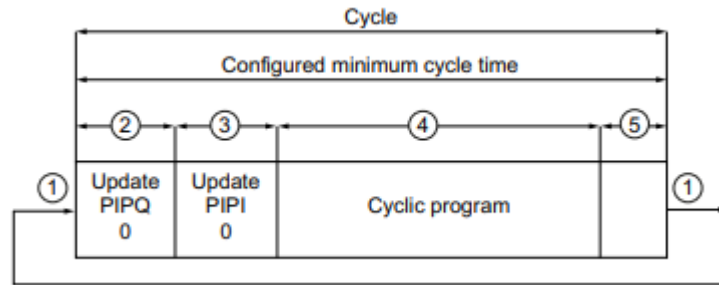 Cycle
Configured minimum cycle time
② ③ ④ ⑤
① Update PIPQ 0
Update PIPI 0
Cyclic program
①